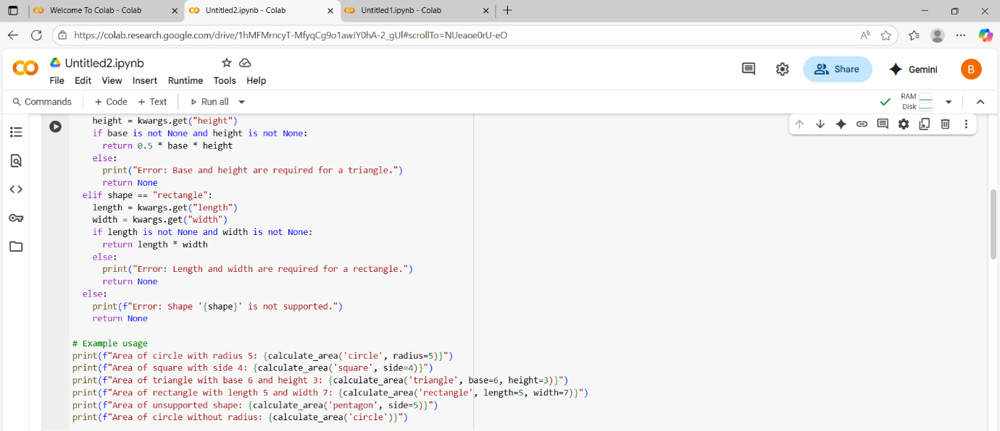 Welcome To Colab - Colab
Untitled2.ipynb - Colab
Untitled1.ipynb - Colab
https://colab.research.google.com/drive/1hMFMrncyT-MfyqCg9o1awJY0hA-2_gUl#scrollTo=NUeaoe0rU-eO
Untitled2.ipynb
File Edit View Insert Runtime Tools Help
Share
Gemini
B
Commands + Code + Text Run all
RAM
Disk
height = kwargs.get("height")
if base is not None and height is not None:
return 0.5 * base * height
else:
print("Error: Base and height are required for a triangle.")
return None
elif shape == "rectangle":
length = kwargs.get("length")
width = kwargs.get("width")
if length is not None and width is not None:
return length * width
else:
print("Error: Length and width are required for a rectangle.")
return None
else:
print(f"Error: Shape '{shape}' is not supported.")
return None
# Example usage
print(f"Area of circle with radius 5: {calculate_area('circle', radius=5)}")
print(f"Area of square with side 4: {calculate_area('square', side=4)}")
print(f"Area of triangle with base 6 and height 3: {calculate_area('triangle', base=6, height=3)}")
print(f"Area of rectangle with length 5 and width 7: {calculate_area('rectangle', length=5, width=7)}")
print(f"Area of unsupported shape: {calculate_area('pentagon', side=5)}")
print(f"Area of circle without radius: {calculate_area('circle')}")